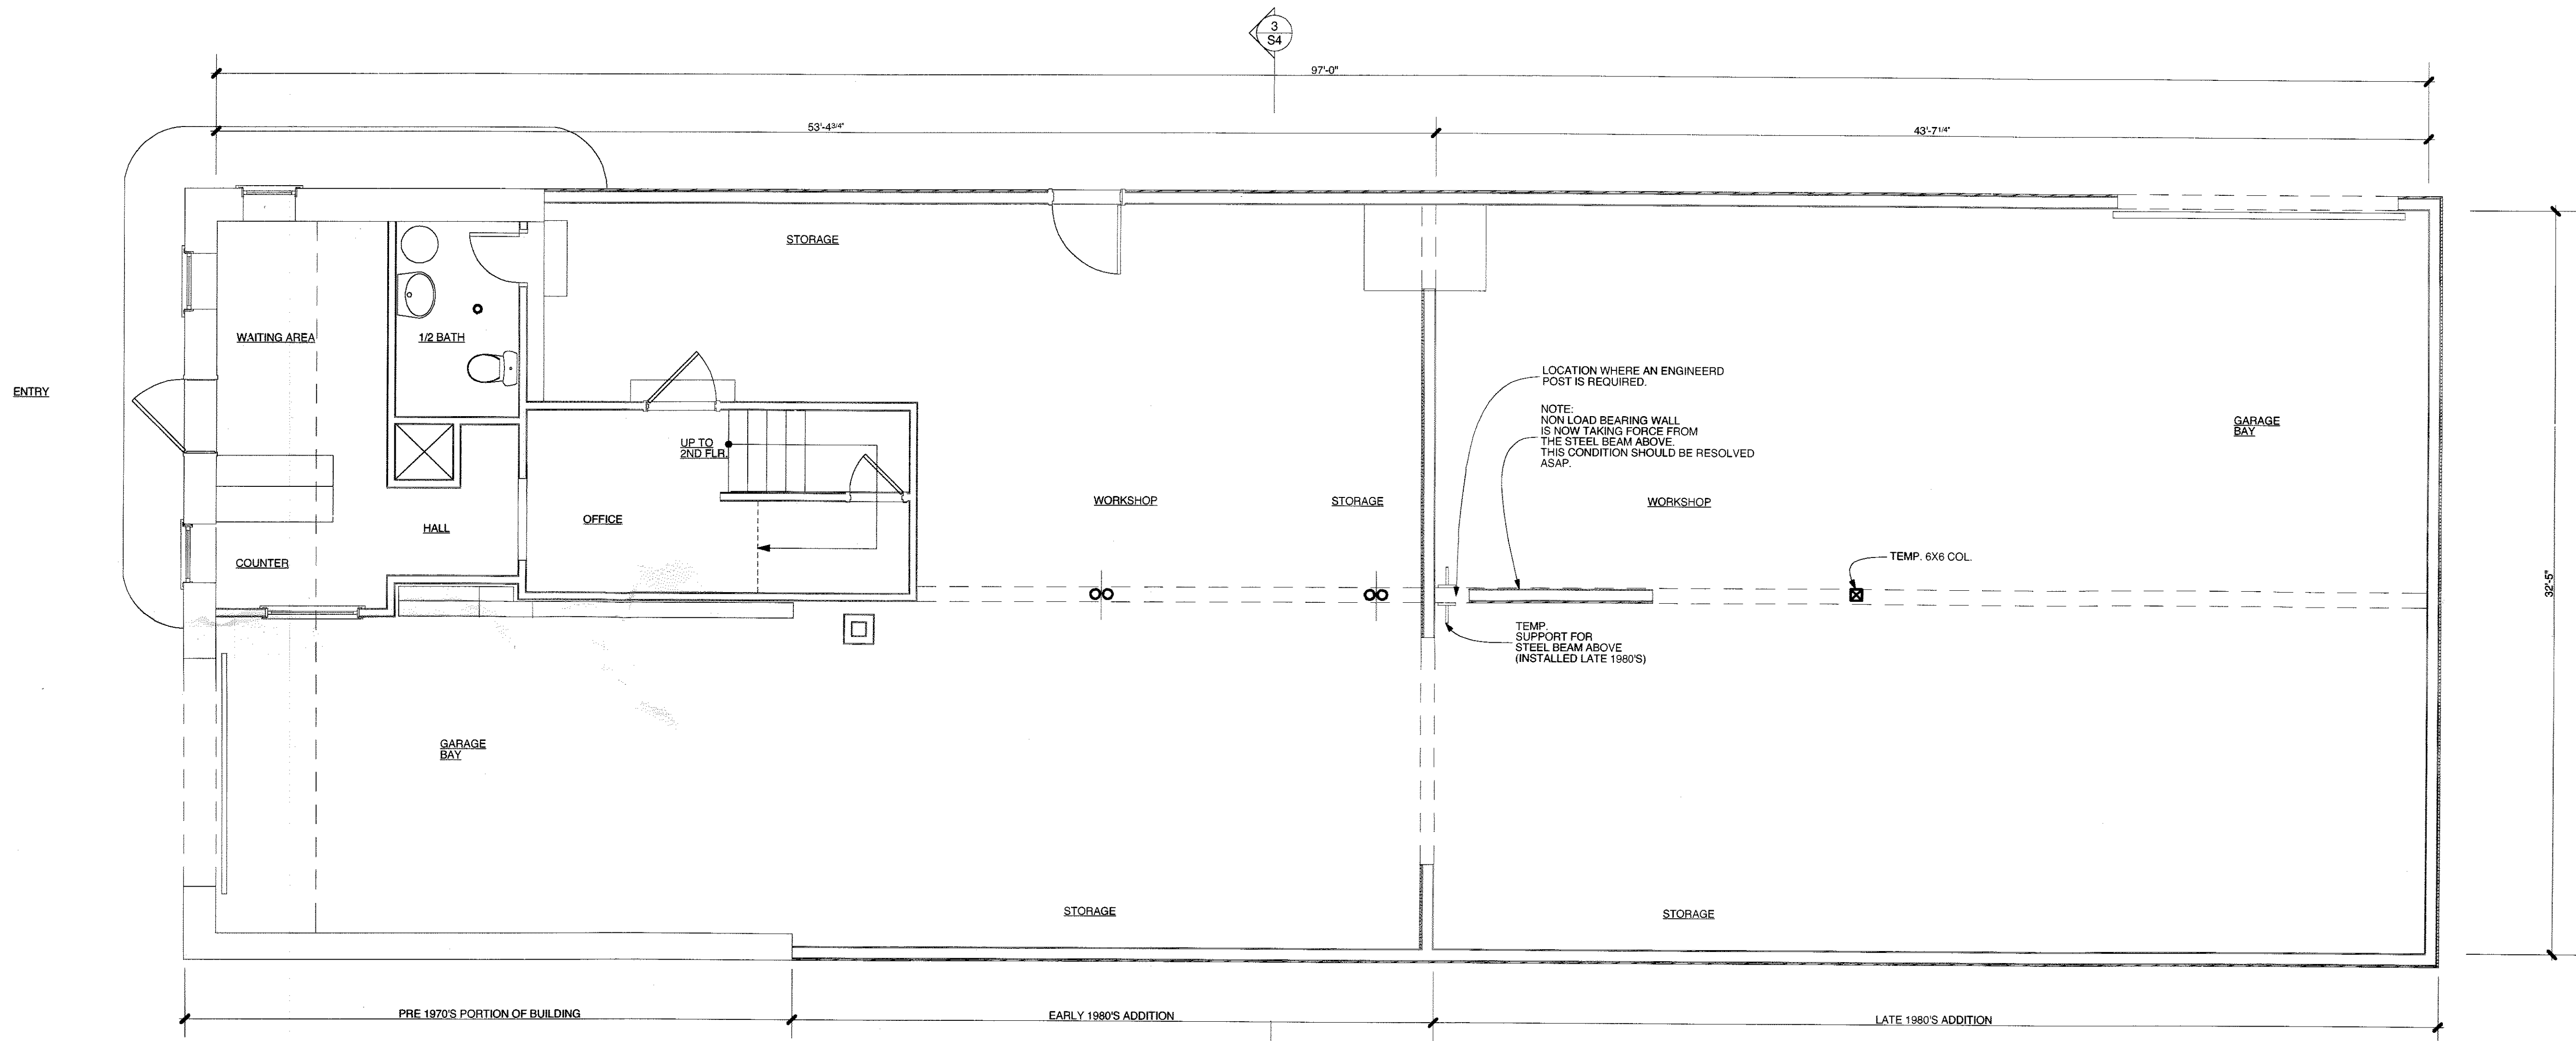 3
S4
97'-0"
53'-4 3/4"
43'-7 1/4"
STORAGE
WAITING AREA
1/2 BATH
ENTRY
LOCATION WHERE AN ENGINEERD
POST IS REQUIRED.
NOTE:
NON LOAD BEARING WALL
IS NOW TAKING FORCE FROM
THE STEEL BEAM ABOVE.
THIS CONDITION SHOULD BE RESOLVED
ASAP.
GARAGE
BAY
UP TO
2ND FLR.
WORKSHOP
STORAGE
WORKSHOP
OFFICE
HALL
COUNTER
TEMP. 6X6 COL.
32'-5"
TEMP.
SUPPORT FOR
STEEL BEAM ABOVE
(INSTALLED LATE 1980'S)
GARAGE
BAY
STORAGE
STORAGE
PRE 1970'S PORTION OF BUILDING
EARLY 1980'S ADDITION
LATE 1980'S ADDITION